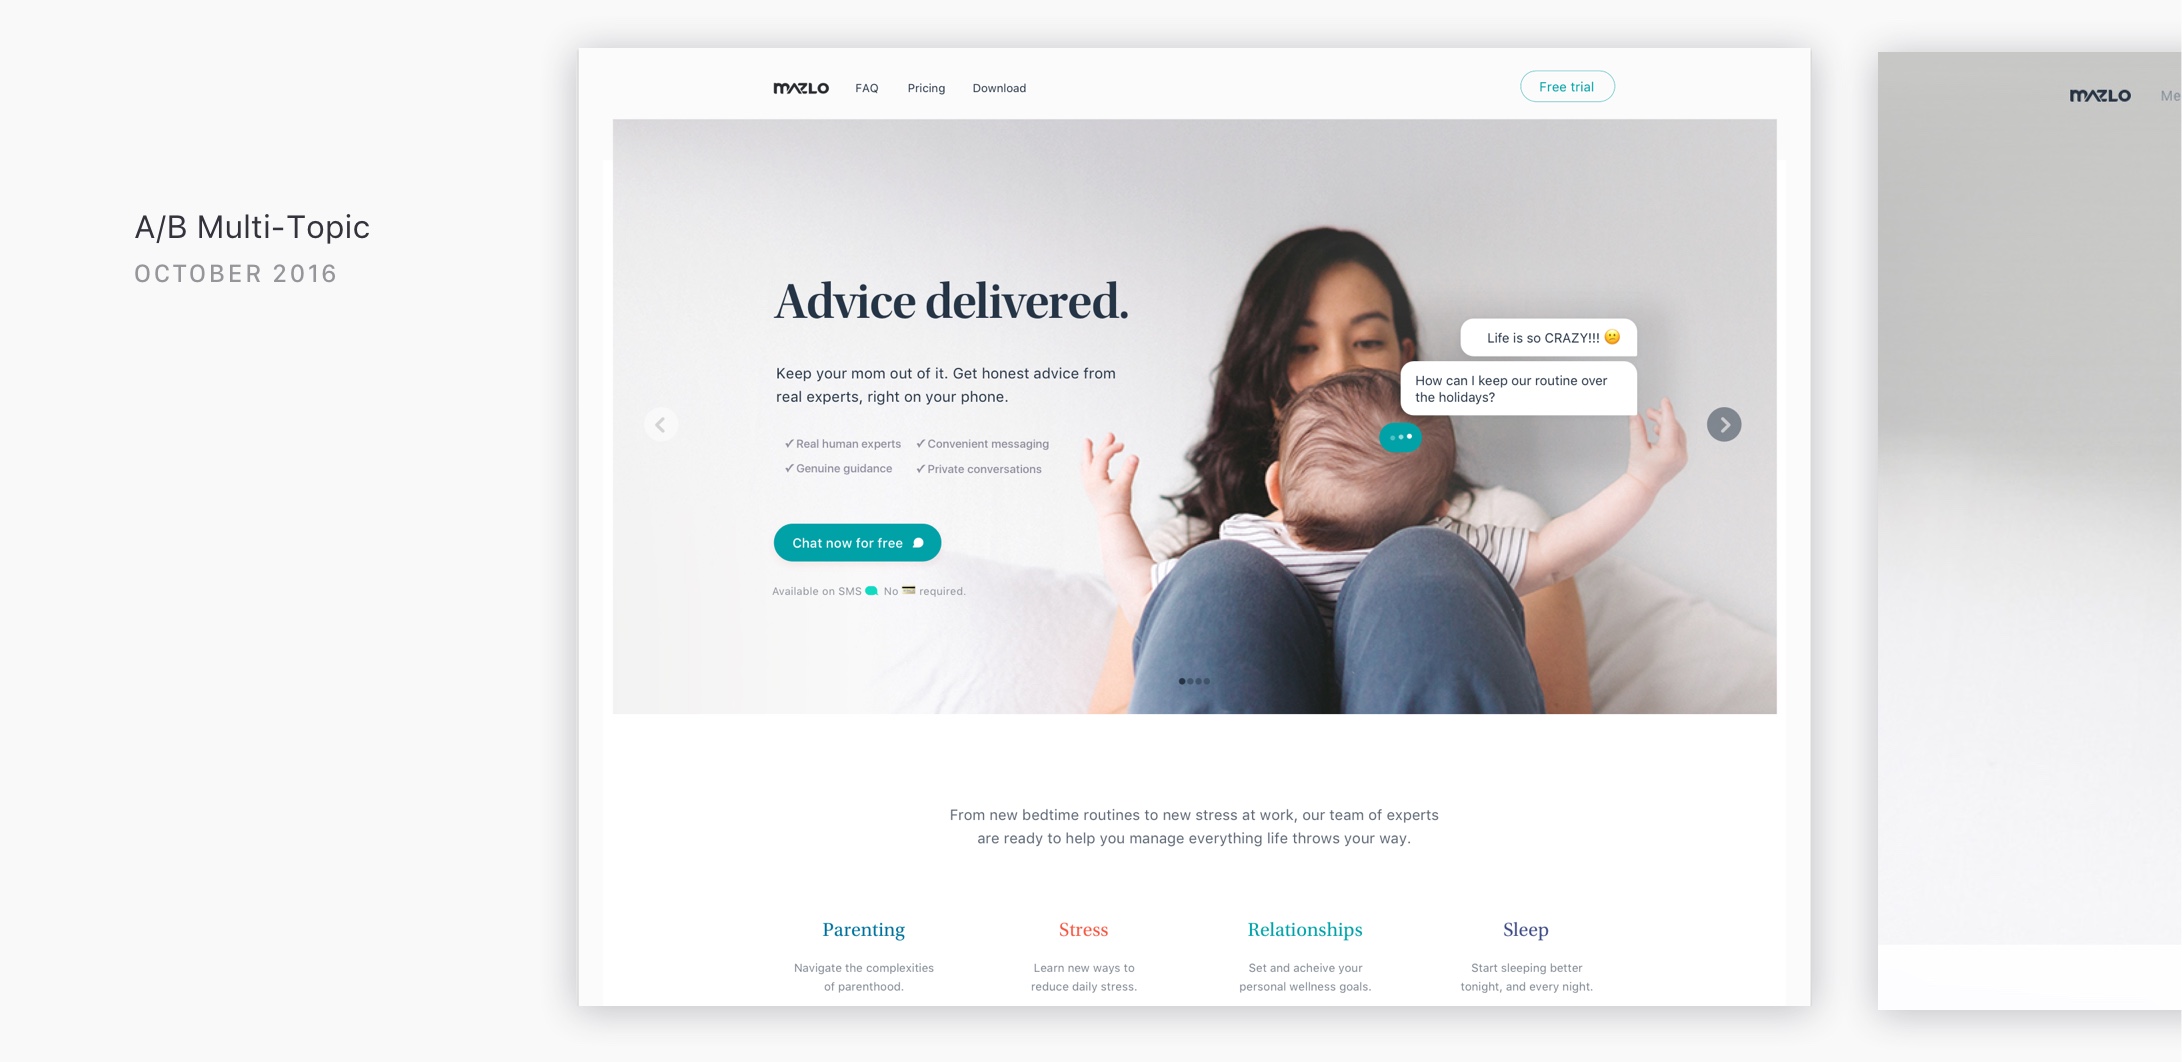 A/B Multi-Topic
OCTOBER 2016
MAZLO FAQ Pricing Download Free trial
Advice delivered.
Keep your mom out of it. Get honest advice from
real experts, right on your phone.
✓ Real human experts ✓ Convenient messaging
✓ Genuine guidance ✓ Private conversations
Chat now for free
Available on SMS No 💳 required.
Life is so CRAZY!!! 😕
How can I keep our routine over
the holidays?
From new bedtime routines to new stress at work, our team of experts
are ready to help you manage everything life throws your way.
Parenting
Navigate the complexities
of parenthood.
Stress
Learn new ways to
reduce daily stress.
Relationships
Set and acheive your
personal wellness goals.
Sleep
Start sleeping better
tonight, and every night.
MAZLO Me